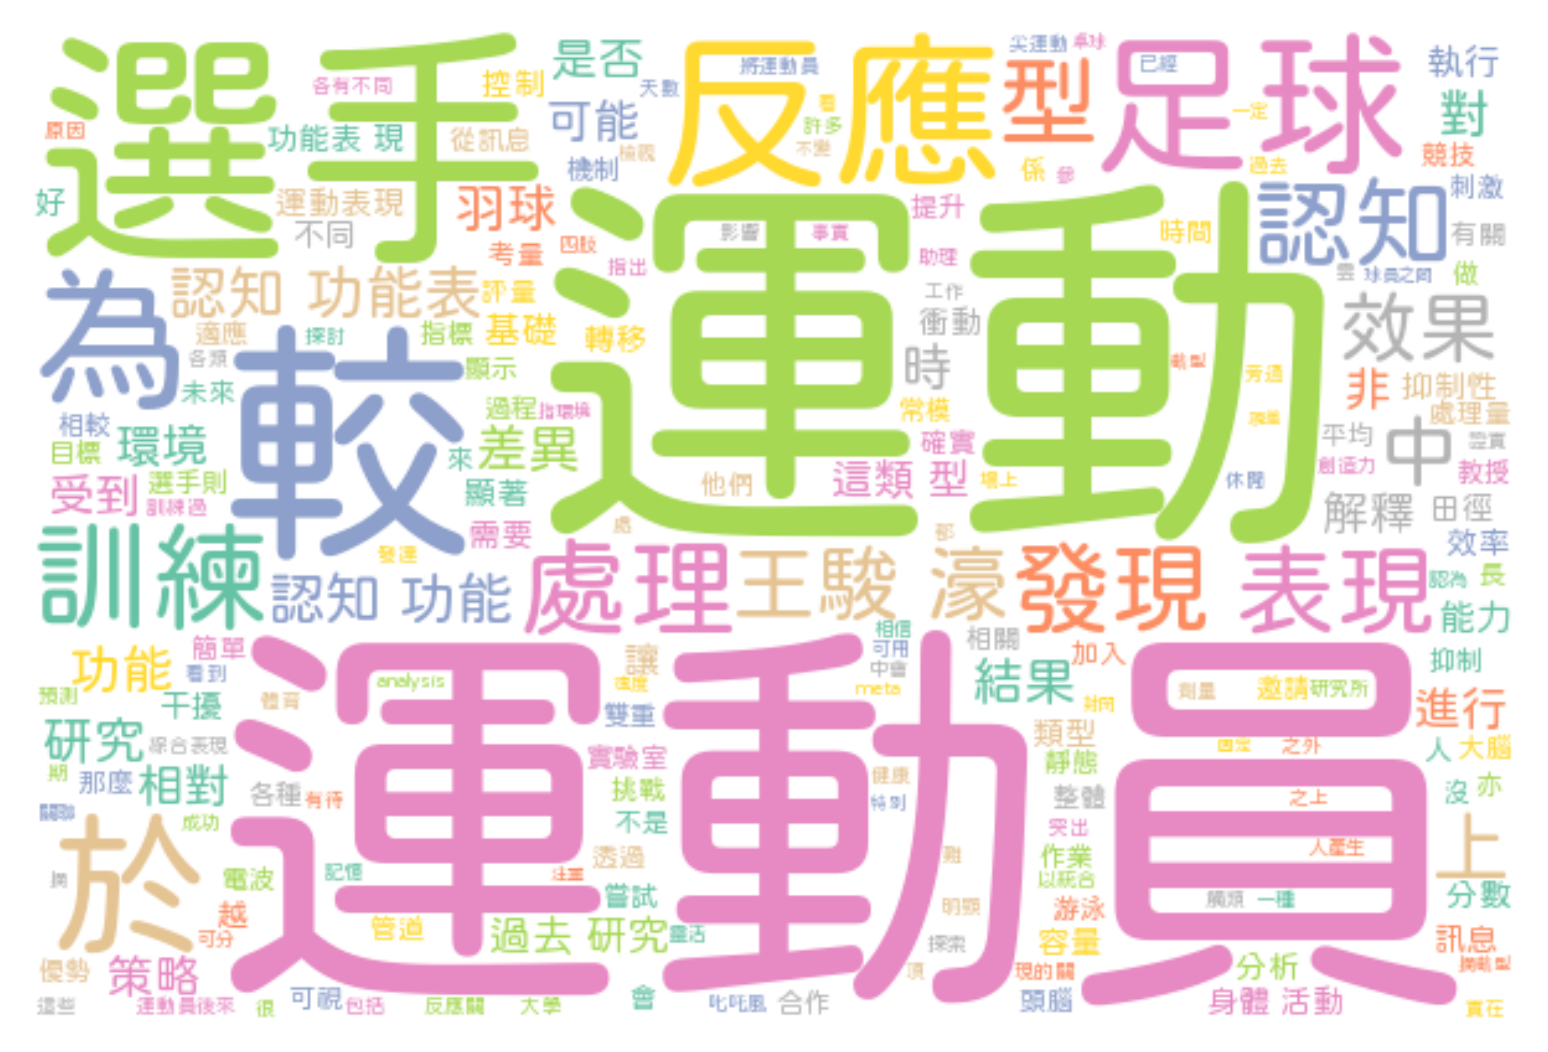 選手
反應
型
足球
是否
控制
各有不同
天數
將運動員
尖運動
卓球
已經
執行
對
可能
看
許多
不變
一定
原因
功能表 現
從訊息
檢視
機制
係
參
過去
競技
好
運動表現
羽球
運動
提升
時間
認知
刺激
有關
不同
考量
四肢
指出
影響
事實
助理
球員之間
做
為
認知 功能表
評量
工作
衝動
效果
適應
探討
指標
基礎
轉移
各類
較
顯示
時
旁邊
非
抑制性
未來
過程
指環境
常模
處理量
相較
環境
差異
確實
平均
中
目標
來
創造力
教授
受到
選手則
顯著
他們
這類 型
場上
休閒
訓練過
需要
處
解釋
田徑
訓練
發達
效率
認知 功能
處理
王駿 濠
發現
表現
認為
長
能力
功能
簡單
看到
運動員
analysis
讓
速度
相信
可用
中會
meta
相關
加入
結果
抑制
劑量
邀請
研究所
進行
預測
干擾
體育
雙重
類型
固定
之外
人
大腦
研究
綜合表現
實驗室
靜態
期
那麼
相對
各種
有待
挑戰
健康
特別
整體
之上
沒
亦
成功
不是
突出
於
透過
難
作業
以統合
人產生
上
電波
記憶
注重
嘗試
明顯
游泳
觸類
一種
分數
越
可分
管道
過去 研究
靈活
探索
容量
訊息
優勢
策略
項
現的 關
分析
這些
運動員後來
很
可視
包括
反應關
大學
會
叱吒風
合作
頭腦
身體 活動
實在